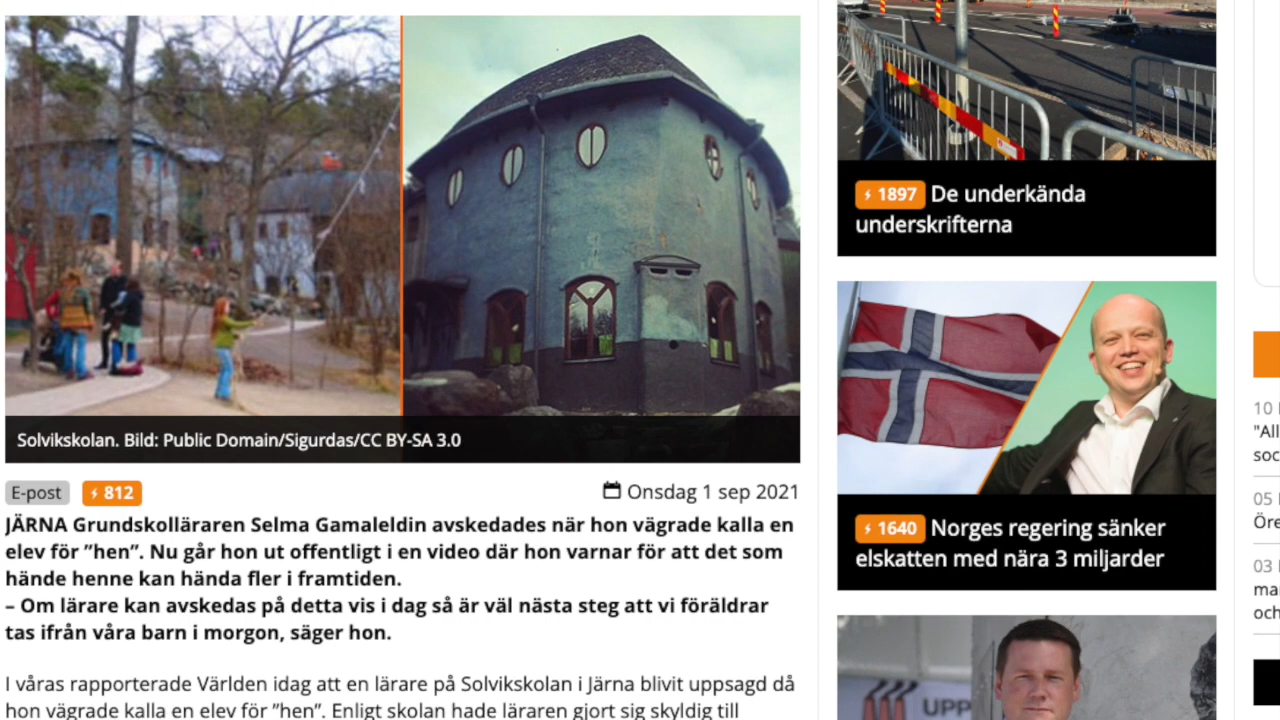 Solvikskolan. Bild: Public Domain/Sigurdas/CC BY-SA 3.0
E-post 812 Onsdag 1 sep 2021
JÄRNA Grundskolläraren Selma Gamaleldin avskedades när hon vägrade kalla en
elev för ”hen”. Nu går hon ut offentligt i en video där hon varnar för att det som
hände henne kan hända fler i framtiden.
– Om lärare kan avskedas på detta vis i dag så är väl nästa steg att vi föräldrar
tas ifrån våra barn i morgon, säger hon.
I våras rapporterade Världen idag att en lärare på Solvikskolan i Järna blivit uppsagd då
hon vägrade kalla en elev för ”hen”. Enligt skolan hade läraren gjort sig skyldig till
1897 De underkända
underskrifterna
1640 Norges regering sänker
elskatten med nära 3 miljarder
UPP
10
"All
soc
05
Öre
03
ma
och